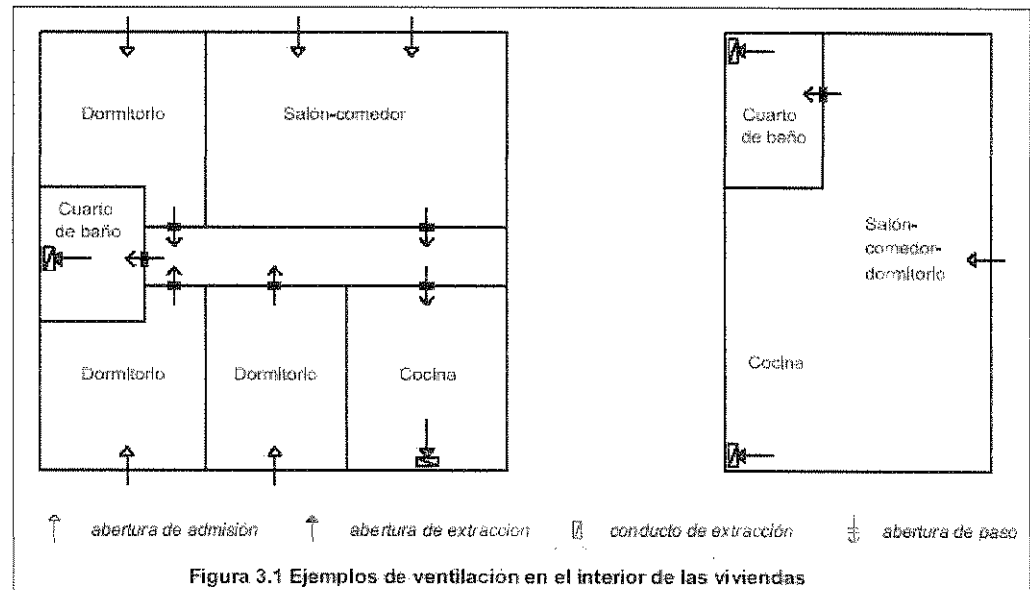 Dormitorio
Salón-comedor
Cuarto
de baño
Dormitorio
Dormitorio
Cocina
Cuarto
de baño
Salón-
comedor-
dormitorio
Cocina
abertura de admisión
abertura de extracción
conducto de extracción
abertura de paso
Figura 3.1 Ejemplos de ventilación en el interior de las viviendas